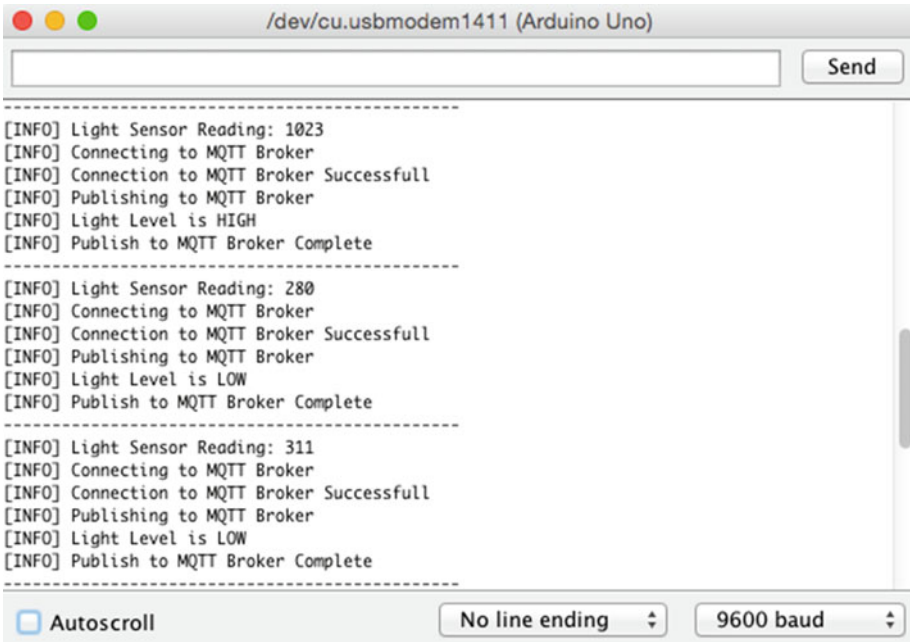 /dev/cu.usbmodem1411 (Arduino Uno)
Send
-----------------------------------------------
[INFO] Light Sensor Reading: 1023
[INFO] Connecting to MQTT Broker
[INFO] Connection to MQTT Broker Successfull
[INFO] Publishing to MQTT Broker
[INFO] Light Level is HIGH
[INFO] Publish to MQTT Broker Complete
-----------------------------------------------
[INFO] Light Sensor Reading: 280
[INFO] Connecting to MQTT Broker
[INFO] Connection to MQTT Broker Successfull
[INFO] Publishing to MQTT Broker
[INFO] Light Level is LOW
[INFO] Publish to MQTT Broker Complete
-----------------------------------------------
[INFO] Light Sensor Reading: 311
[INFO] Connecting to MQTT Broker
[INFO] Connection to MQTT Broker Successfull
[INFO] Publishing to MQTT Broker
[INFO] Light Level is LOW
[INFO] Publish to MQTT Broker Complete
-----------------------------------------------
Autoscroll
No line ending
9600 baud